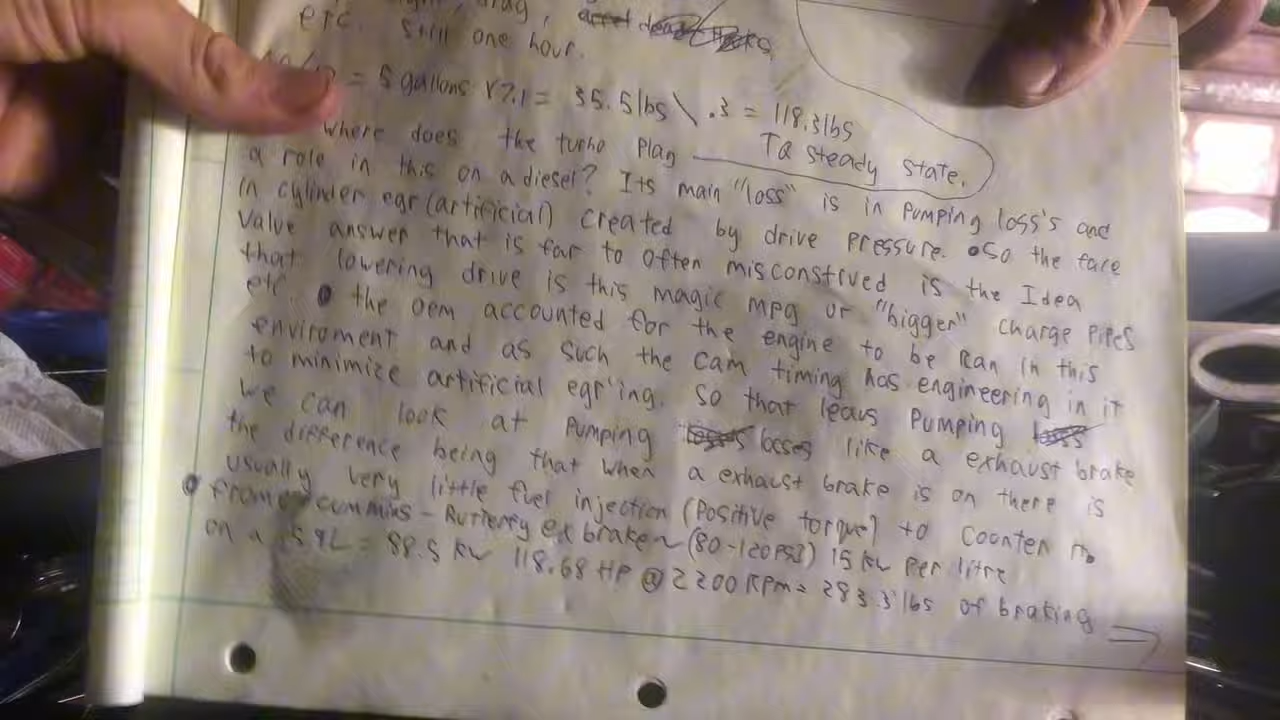 drag,
etc. Still one hour.
= 5 gallons x7.1 = 35.5lbs \ .3 = 118.3lbs
TQ steady state.
Where does the turbo play
a role in this on a diesel? Its main "loss" is in pumping loss's and
in cylinder egr (artificial) created by drive pressure. •So the face
value answer that is far to often misconstrued is the Idea
that lowering drive is this magic mpg or "bigger" charge pipes
etc. • the oem accounted for the engine to be Ran in this
enviroment and as such the cam timing has engineering in it
to minimize artificial egr'ing. So that leavs Pumping
we can look at Pumping losses like a exhaust brake
the difference being that when a exhaust brake is on there is
usually very little fuel injection (Positive torque) to counter
• from cummins - ex brake ~ (80-120PSI) 15 kw per litre
on a 5.9L = 88.5 kw 118.68 HP @ 2200 RPM = 283.3 lbs of braking